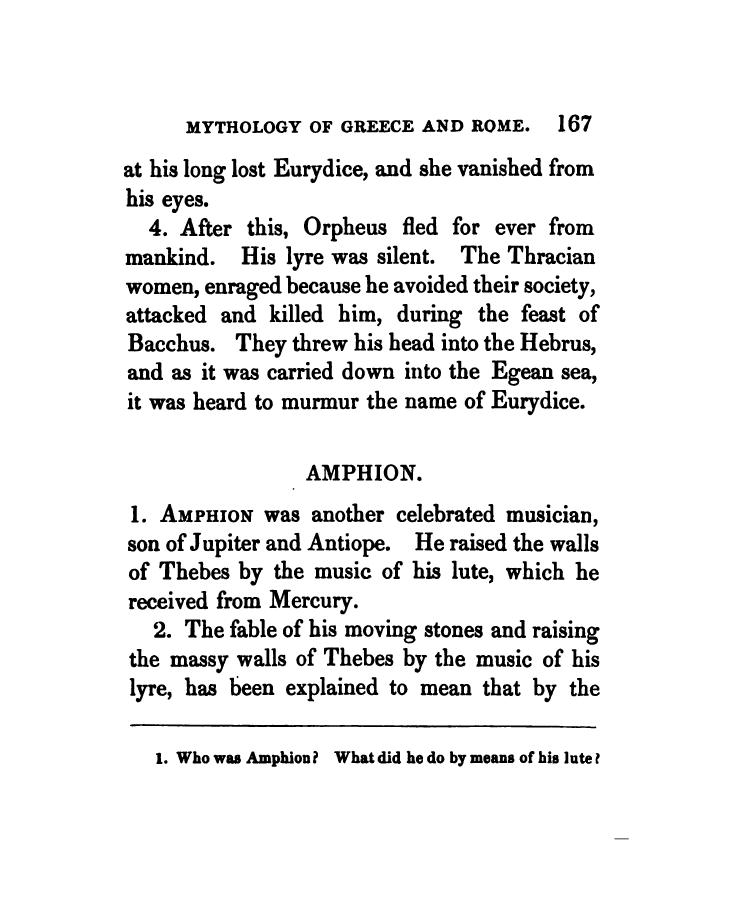 MYTHOLOGY OF GREECE AND ROME. 167
at his long lost Eurydice, and she vanished from
his eyes.
4. After this, Orpheus fled for ever from
mankind. His lyre was silent. The Thracian
women, enraged because he avoided their society,
attacked and killed him, during the feast of
Bacchus. They threw his head into the Hebrus,
and as it was carried down into the Egean sea,
it was heard to murmur the name of Eurydice.
AMPHION.
1. AMPHION was another celebrated musician,
son of Jupiter and Antiope. He raised the walls
of Thebes by the music of his lute, which he
received from Mercury.
2. The fable of his moving stones and raising
the massy walls of Thebes by the music of his
lyre, has been explained to mean that by the
1. Who was Amphion? What did he do by means of his lute?